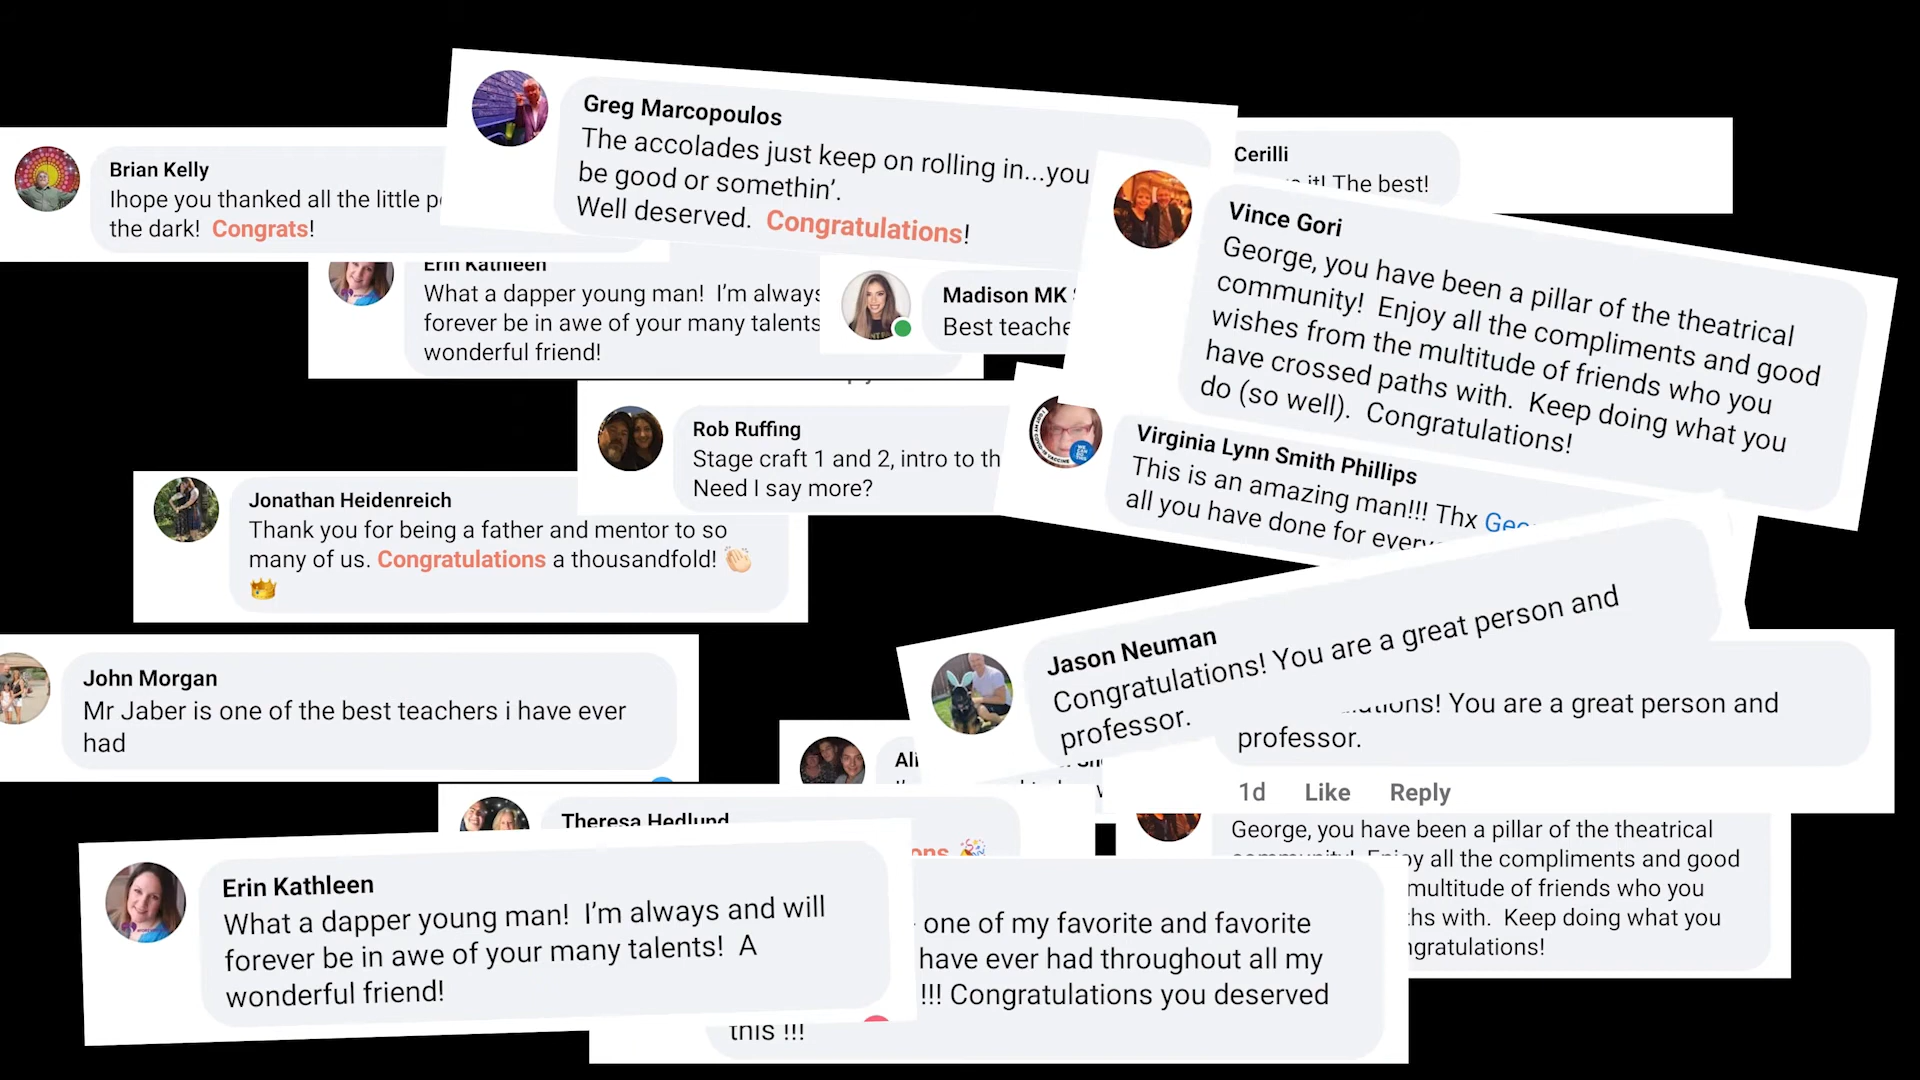 Greg Marcopoulos
The accolades just keep on rolling in...you
be good or somethin'.
Well deserved. Congratulations!
Brian Kelly
Ihope you thanked all the little
the dark! Congrats!
Cerilli
it! The best!
Vince Gori
George, you have been a pillar of the theatrical
community! Enjoy all the compliments and good
wishes from the multitude of friends who you
have crossed paths with. Keep doing what you
do (so well). Congratulations!
Erin Kathleen
What a dapper young man! I'm always
forever be in awe of your many talents
wonderful friend!
Madison MK
Best
Rob Ruffing
Stage craft 1 and 2, intro to
Need I say more?
Virginia Lynn Smith Phillips
This is an amazing man!!! Thx
all you have done for
Jonathan Heidenreich
Thank you for being a father and mentor to so
many of us. Congratulations a thousandfold! 👏🏻
👑
Jason Neuman
Congratulations! You are a great person and
professor.
John Morgan
Mr Jaber is one of the best teachers i have ever
had
You are a great person and
professor.
1d Like Reply
Theresa Hedlund
George, you have been a pillar of the theatrical
all the compliments and good
multitude of friends who you
with. Keep doing what you
Erin Kathleen
What a dapper young man! I'm always and will
forever be in awe of your many talents! A
wonderful friend!
one of my favorite and favorite
have ever had throughout all my
!!! Congratulations you deserved
this !!!